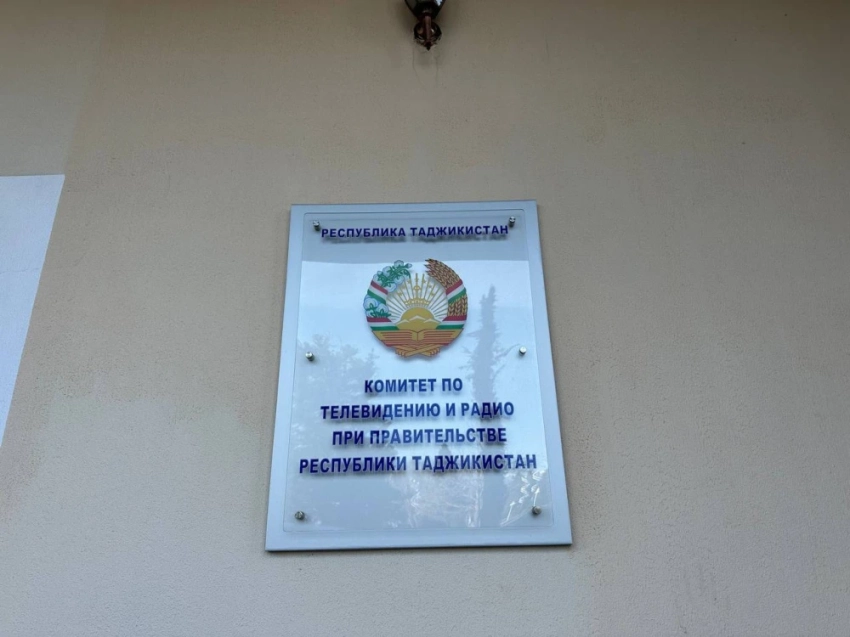 РЕСПУБЛИКА ТАДЖИКИСТАН
КОМИТЕТ ПО
ТЕЛЕВИДЕНИЮ И РАДИО
ПРИ ПРАВИТЕЛЬСТВЕ
РЕСПУБЛИКИ ТАДЖИКИСТАН